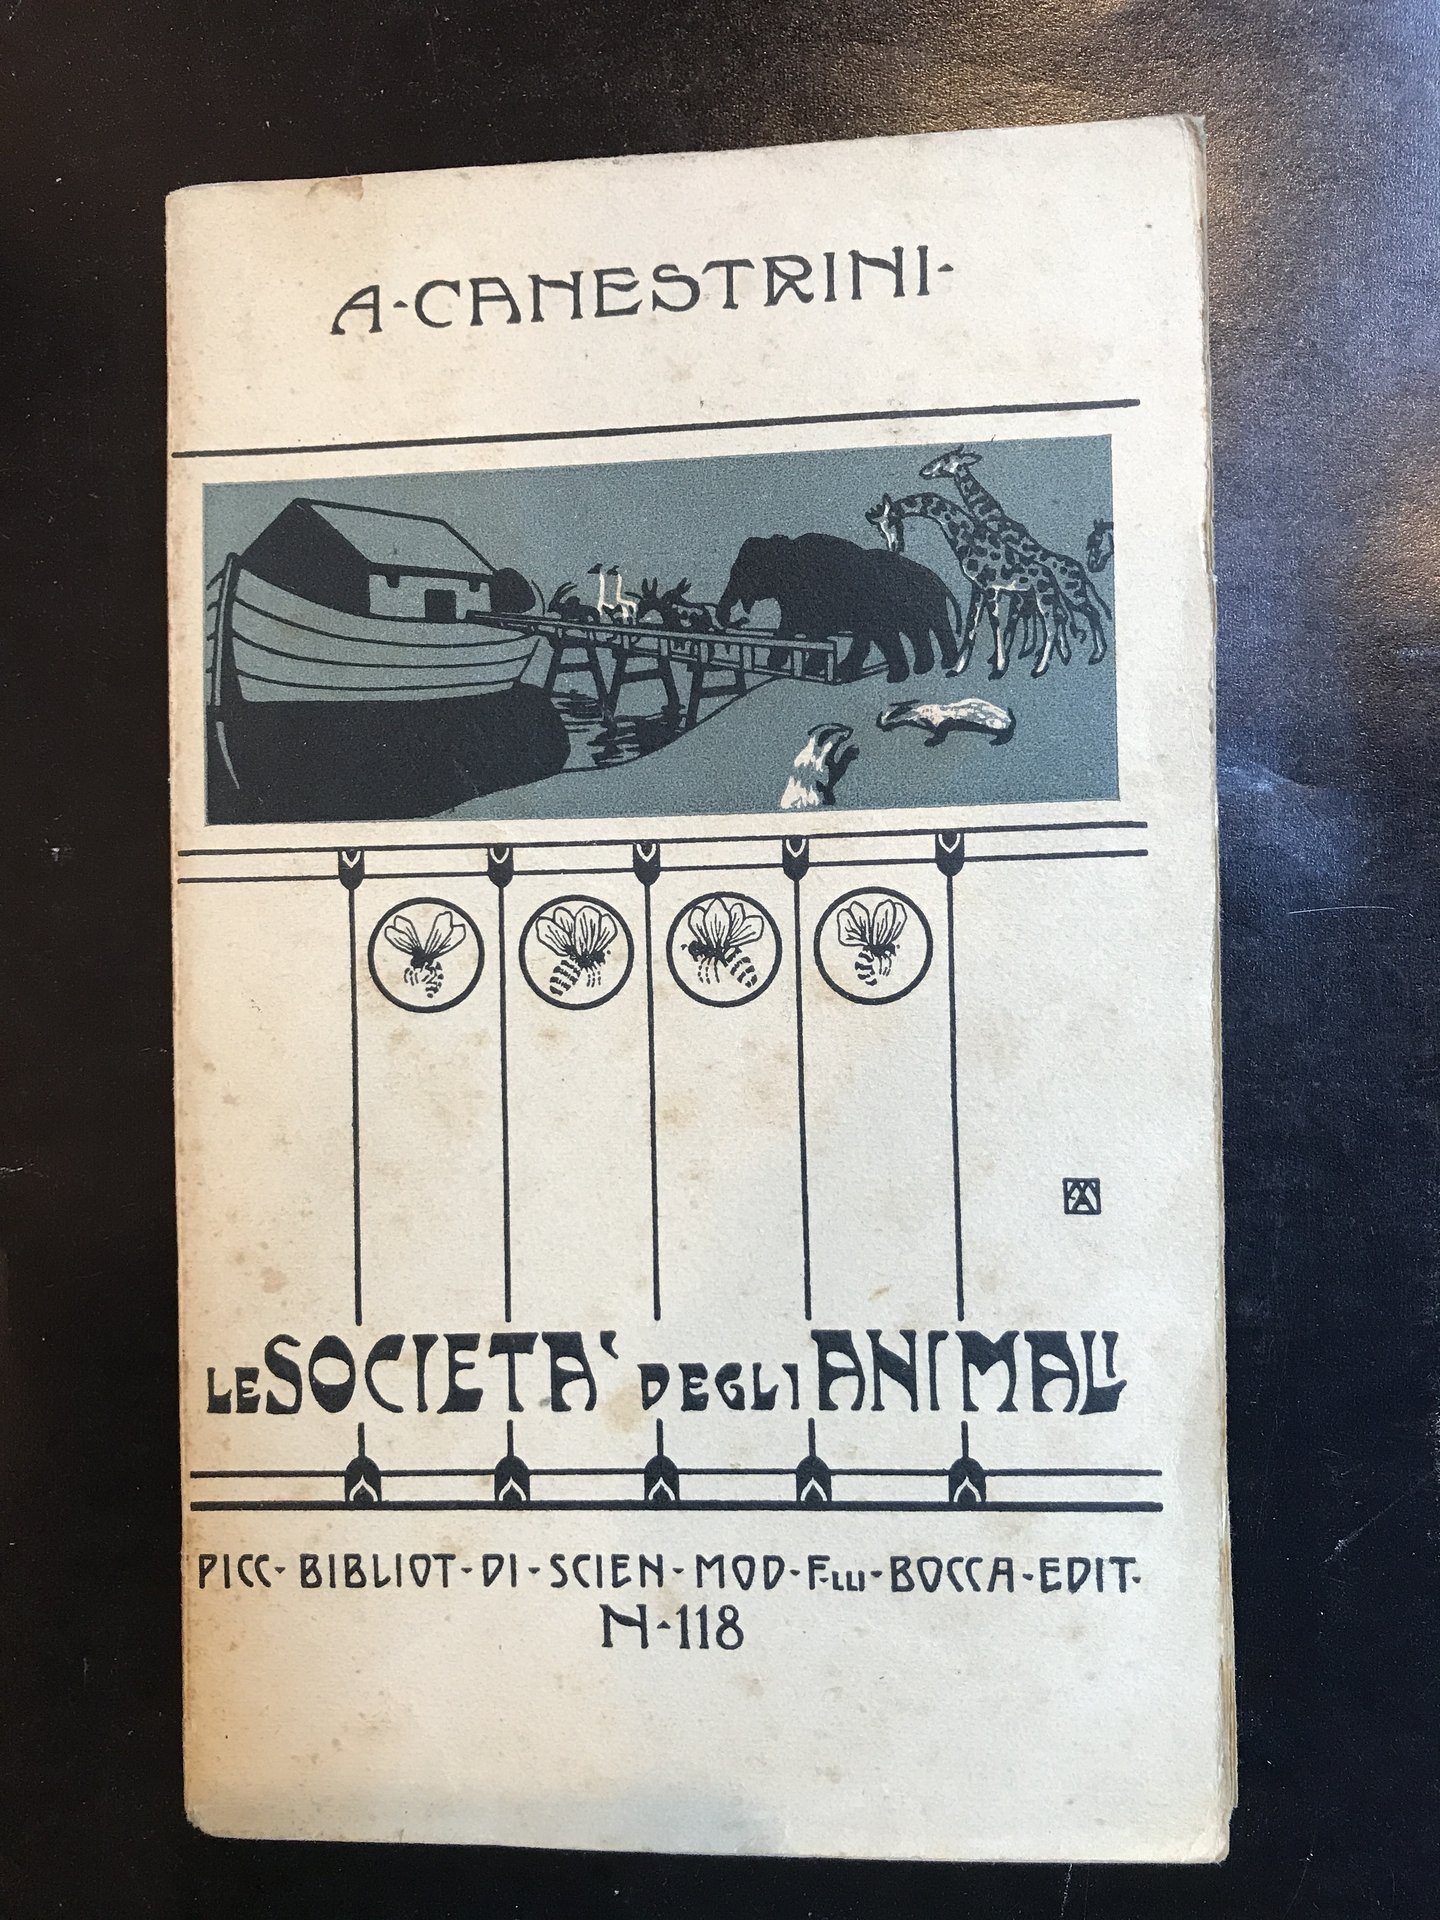 A-CANESTRINI-
LE SOCIETA' DEGLI ANIMALI
PICC-BIBLIOT-DI-SCIEN-MOD-F.LLI-BOCCA-EDIT-
N-118